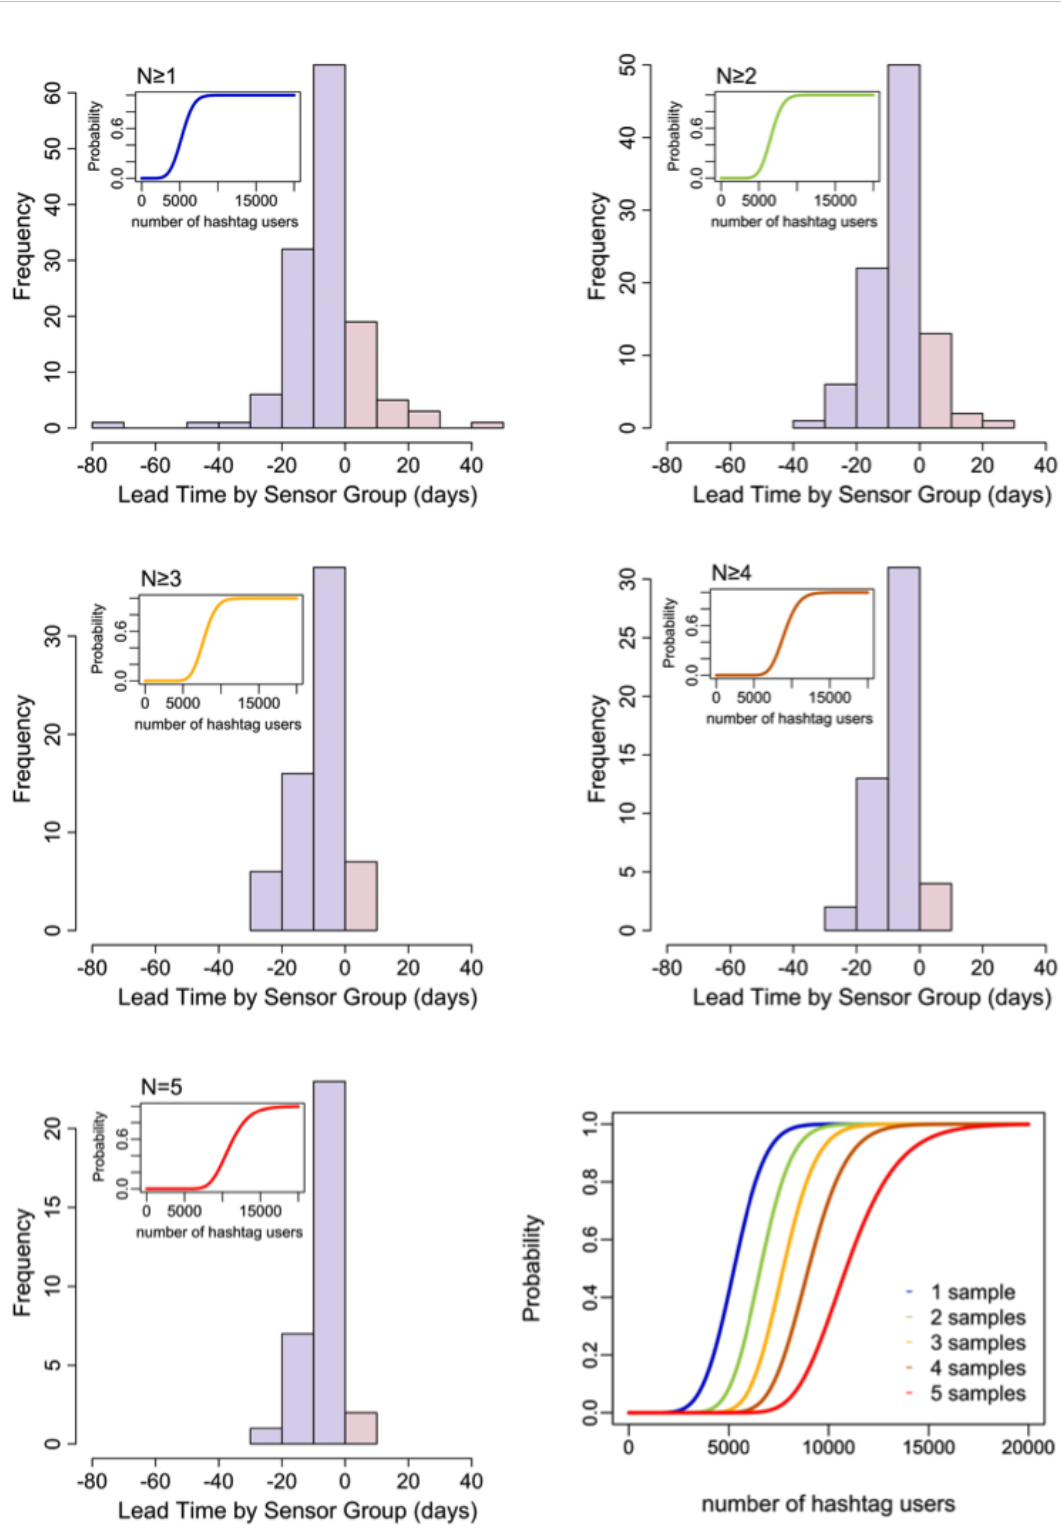 N≥1
Probability
0.0 0.6
0 5000 15000
number of hashtag users
Frequency
0 10 20 30 40 50 60
-80 -60 -40 -20 0 20 40
Lead Time by Sensor Group (days)
N≥2
Probability
0.0 0.6
0 5000 15000
number of hashtag users
Frequency
0 10 20 30 40 50
-80 -60 -40 -20 0 20 40
Lead Time by Sensor Group (days)
N≥3
Probability
0.0 0.6
0 5000 15000
number of hashtag users
Frequency
0 10 20 30
-80 -60 -40 -20 0 20 40
Lead Time by Sensor Group (days)
N≥4
Probability
0.0 0.6
0 5000 15000
number of hashtag users
Frequency
0 5 10 15 20 25 30
-80 -60 -40 -20 0 20 40
Lead Time by Sensor Group (days)
N=5
Probability
0.0 0.6
0 5000 15000
number of hashtag users
Frequency
0 5 10 15 20
-80 -60 -40 -20 0 20 40
Lead Time by Sensor Group (days)
Probability
0.0 0.2 0.4 0.6 0.8 1.0
1 sample
2 samples
3 samples
4 samples
5 samples
0 5000 10000 15000 20000
number of hashtag users